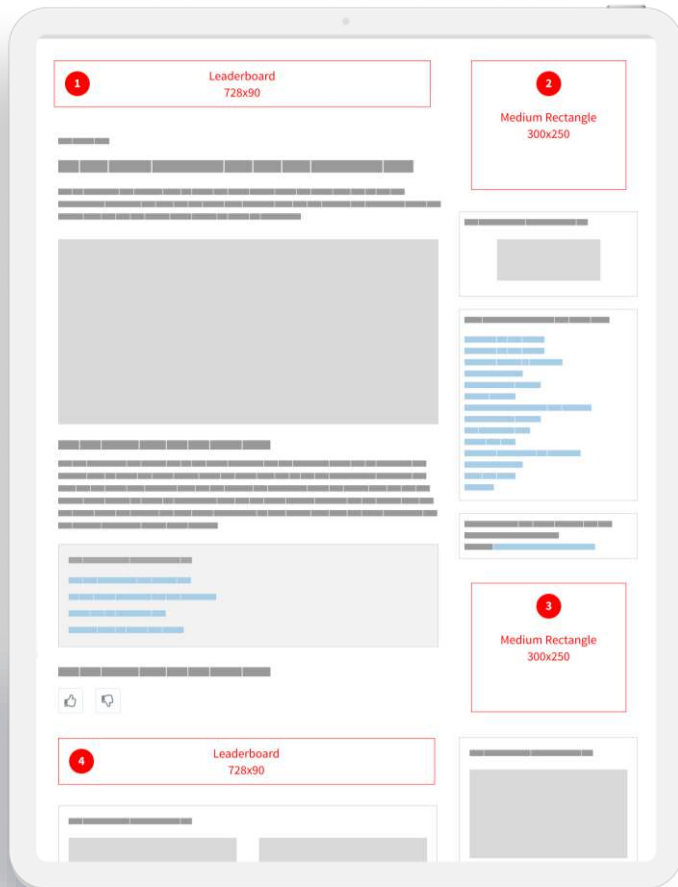 1
Leaderboard
728x90
2
Medium Rectangle
300x250
3
Medium Rectangle
300x250
4
Leaderboard
728x90